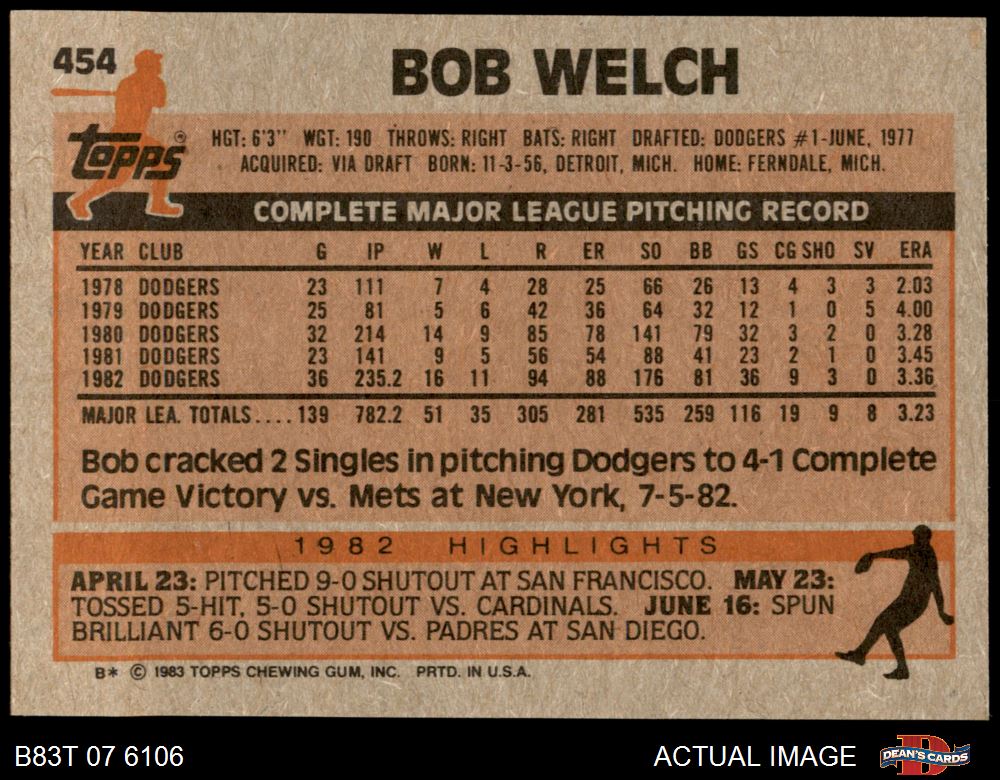 454
BOB WELCH
Topps®
HGT: 6'3" WGT: 190 THROWS: RIGHT BATS: RIGHT DRAFTED: DODGERS #1-JUNE, 1977
ACQUIRED: VIA DRAFT BORN: 11-3-56, DETROIT, MICH. HOME: FERNDALE, MICH.
COMPLETE MAJOR LEAGUE PITCHING RECORD
YEAR CLUB G IP W L R ER SO BB GS CG SHO SV ERA
1978 DODGERS 23 111 7 4 28 25 66 26 13 4 3 3 2.03
1979 DODGERS 25 81 5 6 42 36 64 32 12 1 0 5 4.00
1980 DODGERS 32 214 14 9 85 78 141 79 32 3 2 0 3.28
1981 DODGERS 23 141 9 5 56 54 88 41 23 2 1 0 3.45
1982 DODGERS 36 235.2 16 11 94 88 176 81 36 9 3 0 3.36
MAJOR LEA. TOTALS.... 139 782.2 51 35 305 281 535 259 116 19 9 8 3.23
Bob cracked 2 Singles in pitching Dodgers to 4-1 Complete
Game Victory vs. Mets at New York, 7-5-82.
1982 HIGHLIGHTS
APRIL 23: PITCHED 9-0 SHUTOUT AT SAN FRANCISCO. MAY 23:
TOSSED 5-HIT, 5-0 SHUTOUT VS. CARDINALS. JUNE 16: SPUN
BRILLIANT 6-0 SHUTOUT VS. PADRES AT SAN DIEGO.
B* © 1983 TOPPS CHEWING GUM, INC. PRTD. IN U.S.A.
B83T 07 6106
ACTUAL IMAGE
D
DEAN'S CARDS